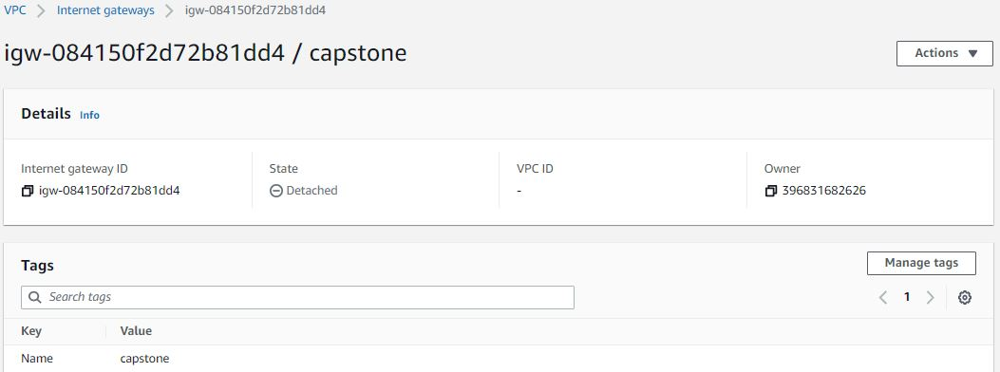 VPC > Internet gateways > igw-084150f2d72b81dd4
igw-084150f2d72b81dd4 / capstone
Actions ▼
Details Info
Internet gateway ID
igw-084150f2d72b81dd4
State
Detached
VPC ID
-
Owner
396831682626
Tags
Manage tags
Search tags
< 1 >
Key Value
Name capstone